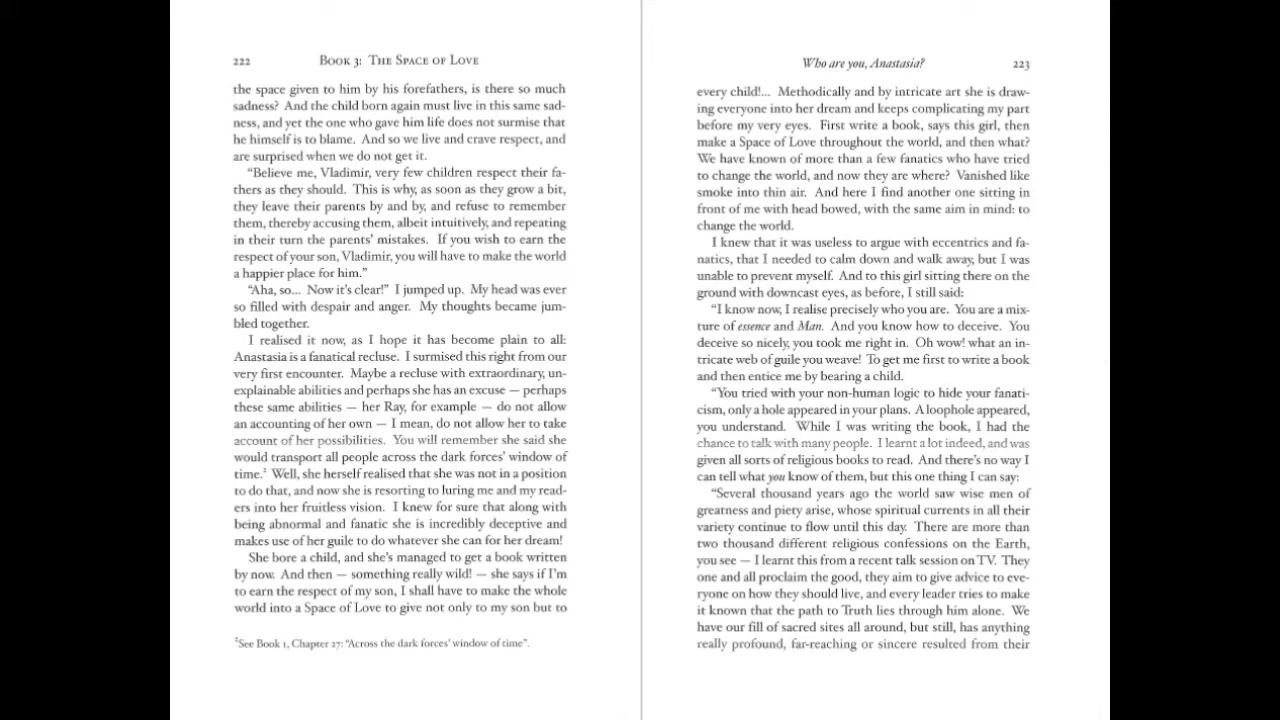 222 Book 3: The Space of Love
the space given to him by his forefathers, is there so much
sadness? And the child born again must live in this same sad-
ness, and yet the one who gave him life does not surmise that
he himself is to blame. And so we live and crave respect, and
are surprised when we do not get it.
“Believe me, Vladimir, very few children respect their fa-
thers as they should. This is why, as soon as they grow a bit,
they leave their parents by and by, and refuse to remember
them, thereby accusing them, albeit intuitively, and repeating
in their turn the parents’ mistakes. If you wish to earn the
respect of your son, Vladimir, you will have to make the world
a happier place for him.”
“Aha, so... Now it’s clear!” I jumped up. My head was ever
so filled with despair and anger. My thoughts became jum-
bled together.
I realised it now, as I hope it has become plain to all:
Anastasia is a fanatical recluse. I surmised this right from our
very first encounter. Maybe a recluse with extraordinary, un-
explainable abilities and perhaps she has an excuse — perhaps
these same abilities — her Ray, for example — do not allow
an accounting of her own — I mean, do not allow her to take
account of her possibilities. You will remember she said she
would transport all people across the dark forces’ window of
time.² Well, she herself realised that she was not in a position
to do that, and now she is resorting to luring me and my read-
ers into her fruitless vision. I knew for sure that along with
being abnormal and fanatic she is incredibly deceptive and
makes use of her guile to do whatever she can for her dream!
She bore a child, and she’s managed to get a book written
by now. And then — something really wild! — she says if I’m
to earn the respect of my son, I shall have to make the whole
world into a Space of Love to give not only to my son but to
²See Book 1, Chapter 27: “Across the dark forces’ window of time”.
Who are you, Anastasia? 223
every child!... Methodically and by intricate art she is draw-
ing everyone into her dream and keeps complicating my part
before my very eyes. First write a book, says this girl, then
make a Space of Love throughout the world, and then what?
We have known of more than a few fanatics who have tried
to change the world, and now they are where? Vanished like
smoke into thin air. And here I find another one sitting in
front of me with head bowed, with the same aim in mind: to
change the world.
I knew that it was useless to argue with eccentrics and fa-
natics, that I needed to calm down and walk away, but I was
unable to prevent myself. And to this girl sitting there on the
ground with downcast eyes, as before, I still said:
“I know now, I realise precisely who you are. You are a mix-
ture of essence and Man. And you know how to deceive. You
deceive so nicely, you took me right in. Oh wow! what an in-
tricate web of guile you weave! To get me first to write a book
and then entice me by bearing a child.
“You tried with your non-human logic to hide your fanati-
cism, only a hole appeared in your plans. A loophole appeared,
you understand. While I was writing the book, I had the
chance to talk with many people. I learnt a lot indeed, and was
given all sorts of religious books to read. And there’s no way I
can tell what you know of them, but this one thing I can say:
“Several thousand years ago the world saw wise men of
greatness and piety arise, whose spiritual currents in all their
variety continue to flow until this day. There are more than
two thousand different religious confessions on the Earth,
you see — I learnt this from a recent talk session on TV. They
one and all proclaim the good, they aim to give advice to eve-
ryone on how they should live, and every leader tries to make
it known that the path to Truth lies through him alone. We
have our fill of sacred sites all around, but still, has anything
really profound, far-reaching or sincere resulted from their